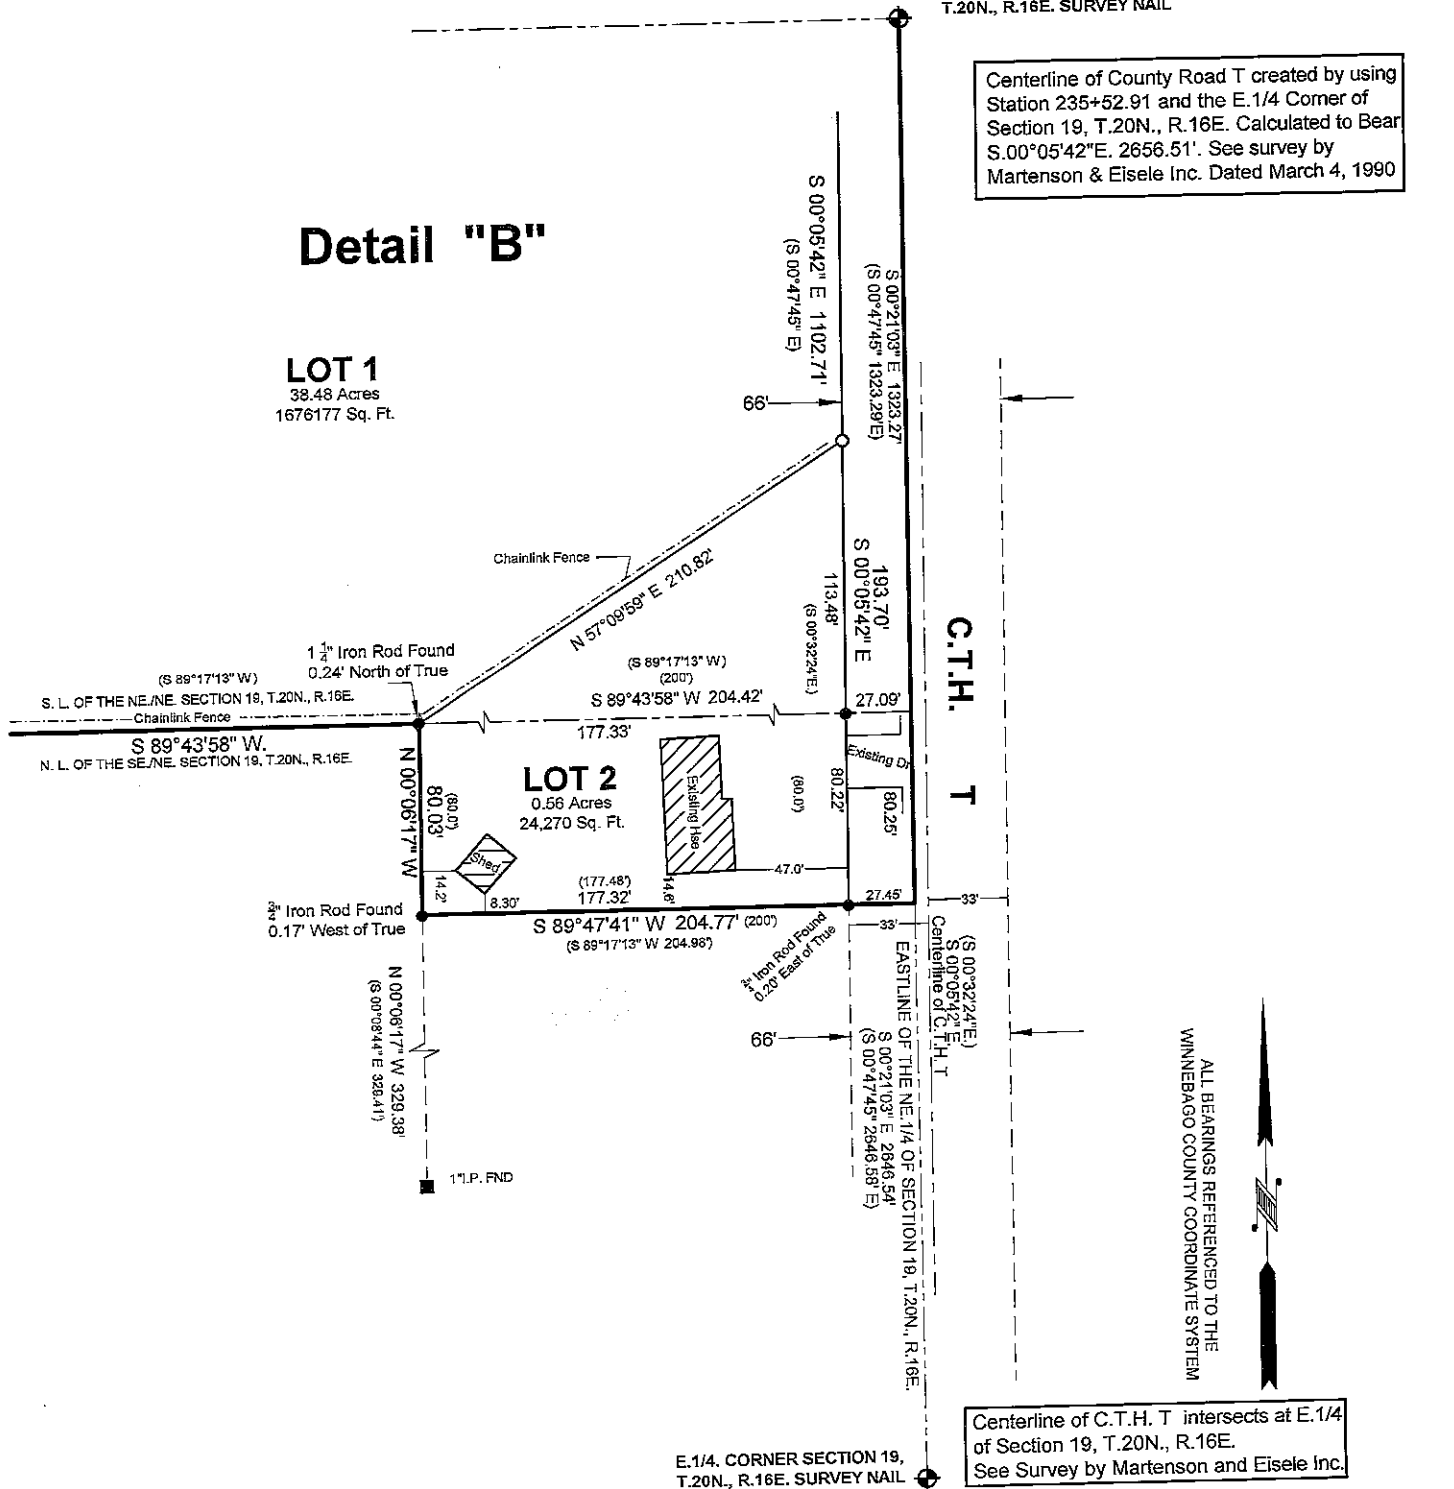 T.20N., R.16E. SURVEY NAIL
Centerline of County Road T created by using
Station 235+52.91 and the E.1/4 Corner of
Section 19, T.20N., R.16E. Calculated to Bear
S.00°05'42"E. 2656.51'. See survey by
Martenson & Eisele Inc. Dated March 4, 1990
Detail "B"
LOT 1
38.48 Acres
1676177 Sq. Ft.
S 00°05'42" E 1102.71'
(S 00°47'45" E)
S 00°21'03" E 1323.27'
(S 00°47'45" 1323.29'E)
66'
Chainlink Fence
N 57°09'59" E 210.82'
193.70'
S 00°05'42" E
113.48'
(S 00°32'24"E.)
C.T.H. T
1 1/4" Iron Rod Found
0.24' North of True
(S 89°17'13" W)
S. L. OF THE NE./NE. SECTION 19, T.20N., R.16E.
Chainlink Fence
S 89°43'58" W.
N. L. OF THE SE./NE. SECTION 19, T.20N., R.16E.
(S 89°17'13" W)
(200')
S 89°43'58" W 204.42'
27.09'
177.33'
LOT 2
0.56 Acres
24,270 Sq. Ft.
Existing Hse
Existing Dr
(80.0')
80.22'
80.25'
N 00°06'17" W
80.03'
(80.0')
Shed
14.2'
8.30'
(177.48')
177.32'
14.6'
47.0'
27.45'
33'
3/4" Iron Rod Found
0.17' West of True
S 89°47'41" W 204.77' (200')
(S 89°17'13" W 204.98')
3/4" Iron Rod Found
0.20' East of True
33'
Centerline of C.T.H. T
S 00°05'42" E.
(S 00°32'24"E.)
N 00°06'17" W 329.38'
(S 00°08'44" E 329.41')
66'
EASTLINE OF THE NE.1/4 OF SECTION 19, T.20N., R.16E.
S 00°21'03" E 2646.54'
(S 00°47'45" 2646.58' E)
1" I.P. FND
ALL BEARINGS REFERENCED TO THE
WINNEBAGO COUNTY COORDINATE SYSTEM
E.1/4. CORNER SECTION 19,
T.20N., R.16E. SURVEY NAIL
Centerline of C.T.H. T intersects at E.1/4
of Section 19, T.20N., R.16E.
See Survey by Martenson and Eisele Inc.